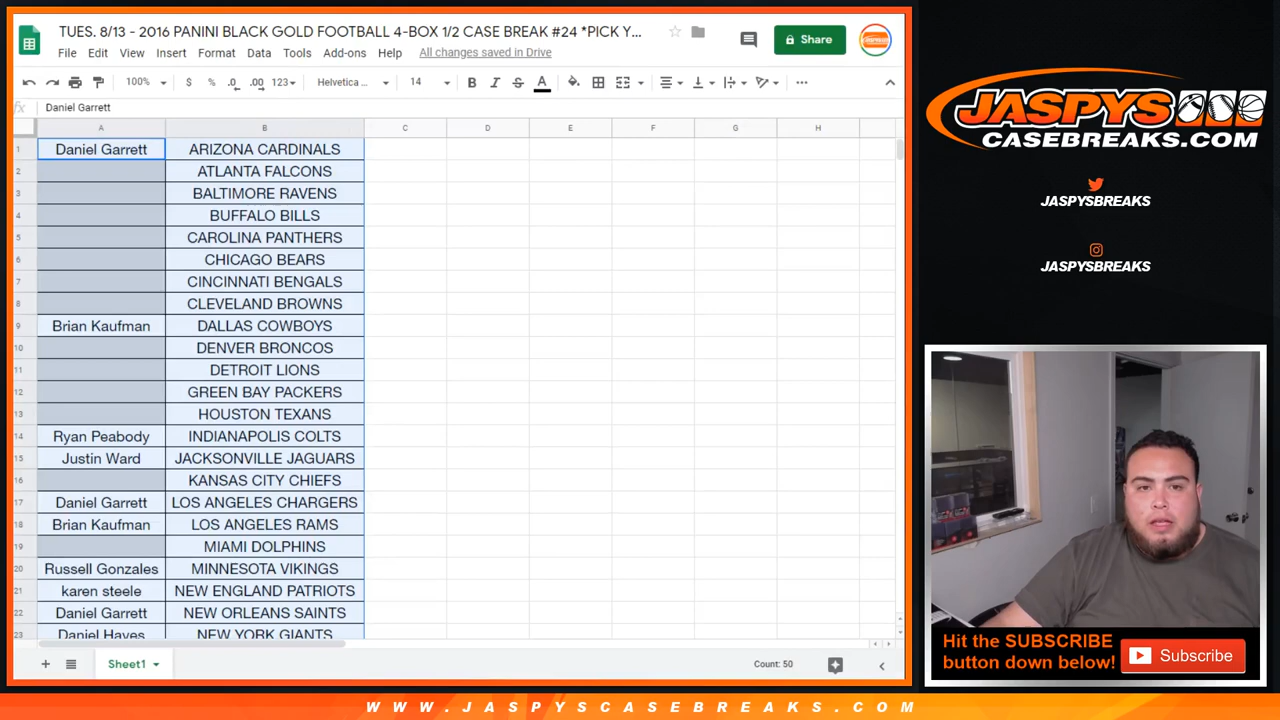 TUES. 8/13 - 2016 PANINI BLACK GOLD FOOTBALL 4-BOX 1/2 CASE BREAK #24 *PICK Y...
File Edit View Insert Format Data Tools Add-ons Help All changes saved in Drive
Share
100% $ % .0 .00 123 Helvetica ... 14 B I S A
fx Daniel Garrett
A B C D E F G H
1 Daniel Garrett ARIZONA CARDINALS
2 ATLANTA FALCONS
3 BALTIMORE RAVENS
4 BUFFALO BILLS
5 CAROLINA PANTHERS
6 CHICAGO BEARS
7 CINCINNATI BENGALS
8 CLEVELAND BROWNS
9 Brian Kaufman DALLAS COWBOYS
10 DENVER BRONCOS
11 DETROIT LIONS
12 GREEN BAY PACKERS
13 HOUSTON TEXANS
14 Ryan Peabody INDIANAPOLIS COLTS
15 Justin Ward JACKSONVILLE JAGUARS
16 KANSAS CITY CHIEFS
17 Daniel Garrett LOS ANGELES CHARGERS
18 Brian Kaufman LOS ANGELES RAMS
19 MIAMI DOLPHINS
20 Russell Gonzales MINNESOTA VIKINGS
21 karen steele NEW ENGLAND PATRIOTS
22 Daniel Garrett NEW ORLEANS SAINTS
23 Daniel Hayes NEW YORK GIANTS
Sheet1
Count: 50
JASPYS
CASEBREAKS.COM
JASPYSBREAKS
JASPYSBREAKS
Hit the SUBSCRIBE
button down below!
Subscribe
WWW.JASPYSCASEBREAKS.COM